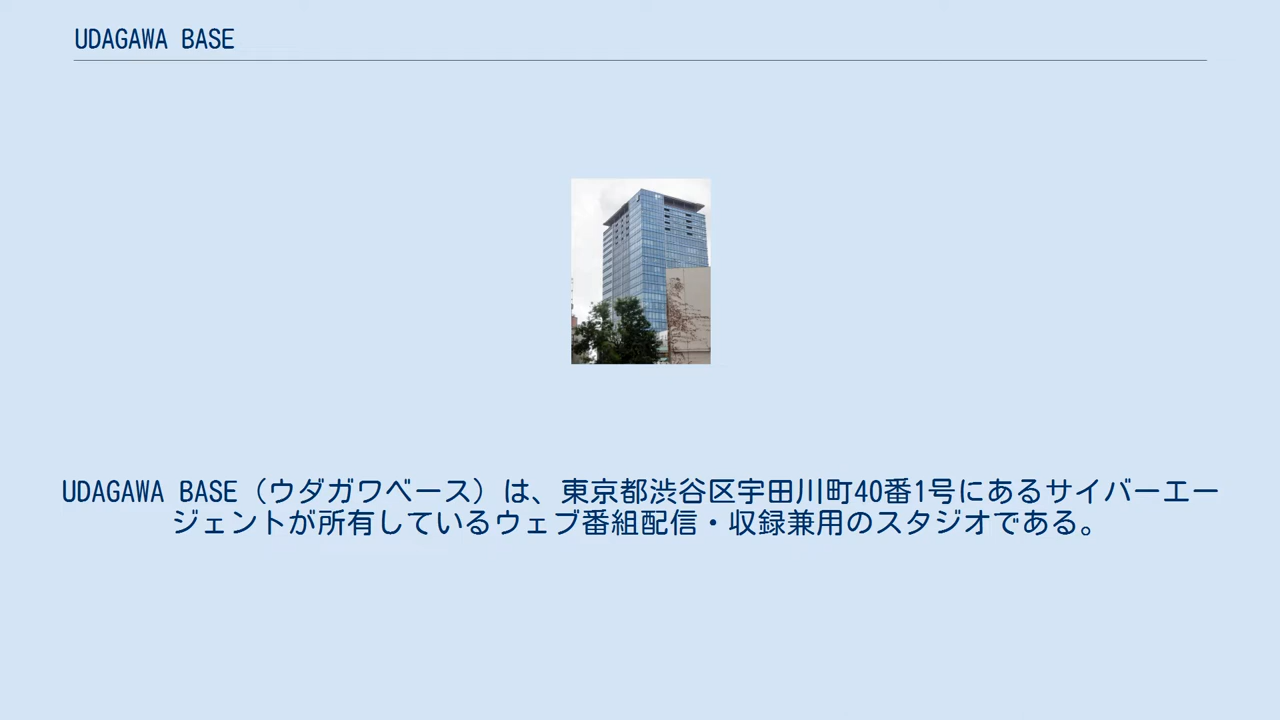 UDAGAWA BASE
UDAGAWA BASE（ウダガワベース）は、東京都渋谷区宇田川町40番1号にあるサイバーエー
ジェントが所有しているウェブ番組配信・収録兼用のスタジオである。